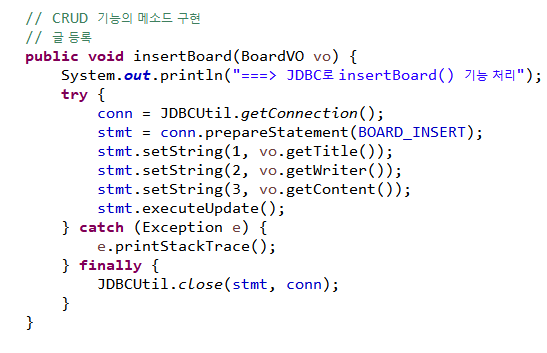 // CRUD 기능의 메소드 구현
// 글 등록
public void insertBoard(BoardVO vo) {
    System.out.println("===> JDBC로 insertBoard() 기능 처리");
    try {
        conn = JDBCUtil.getConnection();
        stmt = conn.prepareStatement(BOARD_INSERT);
        stmt.setString(1, vo.getTitle());
        stmt.setString(2, vo.getWriter());
        stmt.setString(3, vo.getContent());
        stmt.executeUpdate();
    } catch (Exception e) {
        e.printStackTrace();
    } finally {
        JDBCUtil.close(stmt, conn);
    }
}